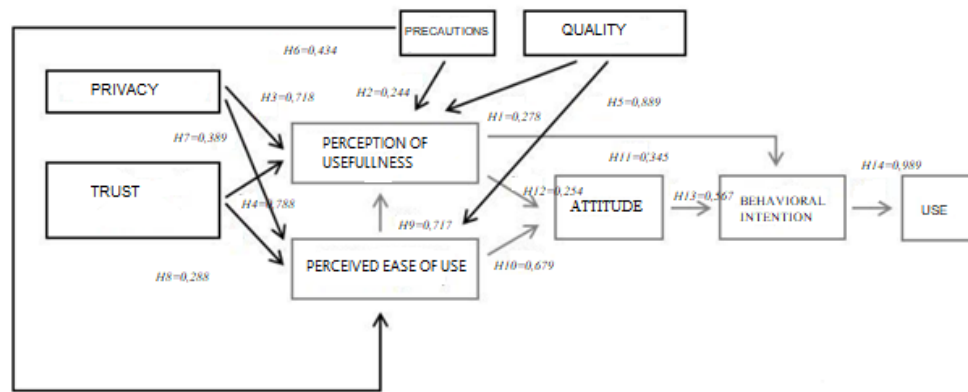 PRECAUTIONS
QUALITY
H6=0,434
PRIVACY
H3=0,718
H2=0,244
H5=0,889
H1=0,278
H7=0,389
PERCEPTION OF
USEFULLNESS
H11=0,345
H14=0,989
TRUST
H4=0,788
H12=0,254
H13=0,567
ATTITUDE
BEHAVIORAL
INTENTION
USE
H9=0,717
PERCEIVED EASE OF USE
H10=0,679
H8=0,288